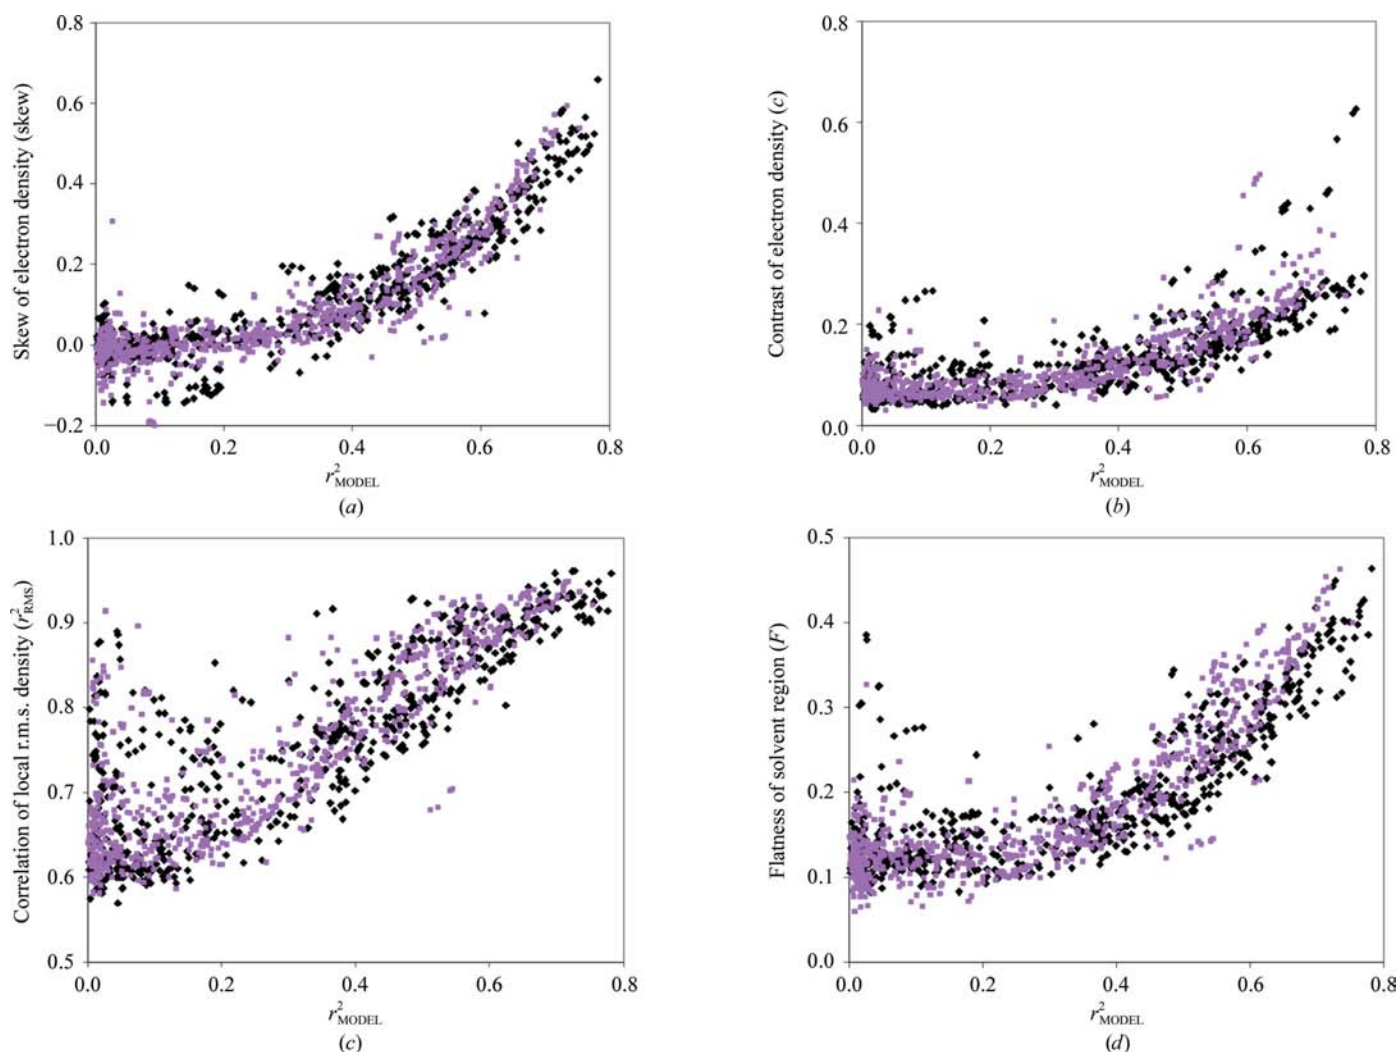 Skew of electron density (skew)
0.8
0.6
0.4
0.2
0.0
−0.2
0.0 0.2 0.4 0.6 0.8
r²MODEL
(a)
Contrast of electron density (c)
0.8
0.6
0.4
0.2
0.0
0.0 0.2 0.4 0.6 0.8
r²MODEL
(b)
Correlation of local r.m.s. density (r²RMS)
1.0
0.9
0.8
0.7
0.6
0.5
0.0 0.2 0.4 0.6 0.8
r²MODEL
(c)
Flatness of solvent region (F)
0.5
0.4
0.3
0.2
0.1
0.0
0.0 0.2 0.4 0.6 0.8
r²MODEL
(d)